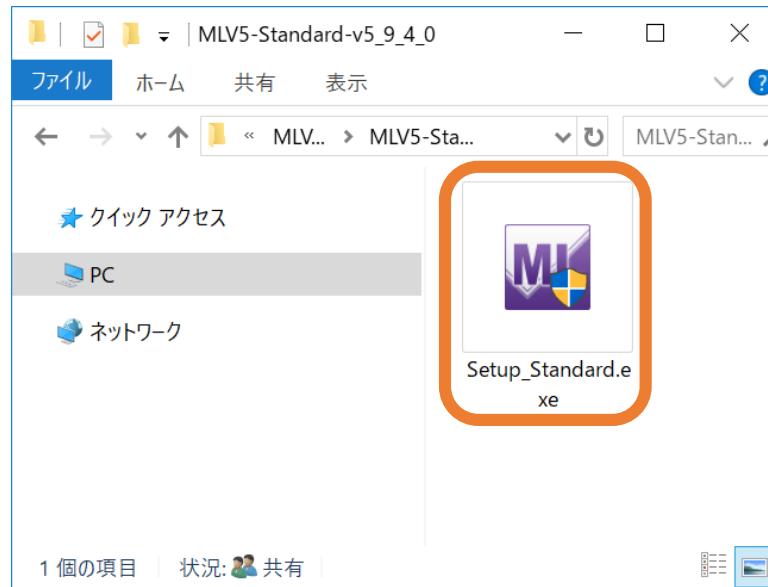 MLV5-Standard-v5_9_4_0
ファイル ホーム 共有 表示 ?
« MLV... > MLV5-Sta... MLV5-Stan...
クイック アクセス
PC
ネットワーク
ML
Setup_Standard.e
xe
1 個の項目 状況: 共有